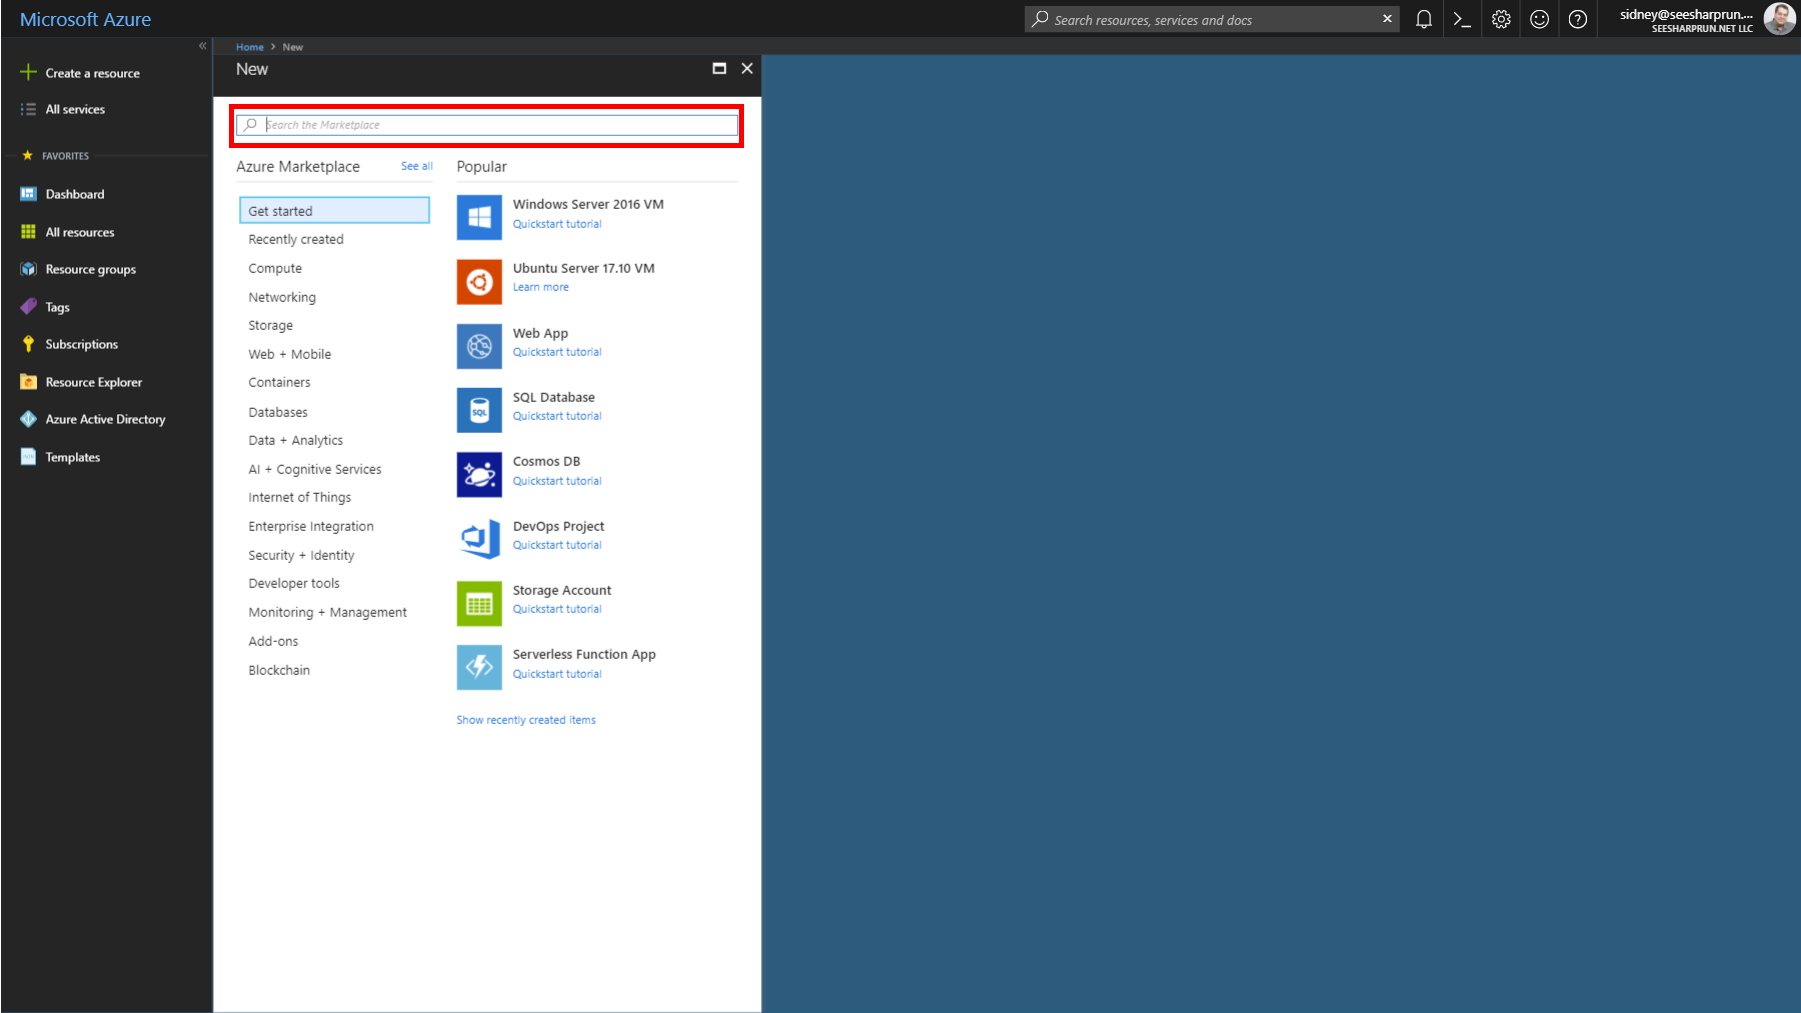 Microsoft Azure
Search resources, services and docs
sidney@seesharprun....
SEESHARPRUN.NET LLC
Create a resource
All services
FAVORITES
Dashboard
All resources
Resource groups
Tags
Subscriptions
Resource Explorer
Azure Active Directory
Templates
Home > New
New
Search the Marketplace
Azure Marketplace
See all
Get started
Recently created
Compute
Networking
Storage
Web + Mobile
Containers
Databases
Data + Analytics
AI + Cognitive Services
Internet of Things
Enterprise Integration
Security + Identity
Developer tools
Monitoring + Management
Add-ons
Blockchain
Popular
Windows Server 2016 VM
Quickstart tutorial
Ubuntu Server 17.10 VM
Learn more
Web App
Quickstart tutorial
SQL
SQL Database
Quickstart tutorial
Cosmos DB
Quickstart tutorial
DevOps Project
Quickstart tutorial
Storage Account
Quickstart tutorial
Serverless Function App
Quickstart tutorial
Show recently created items